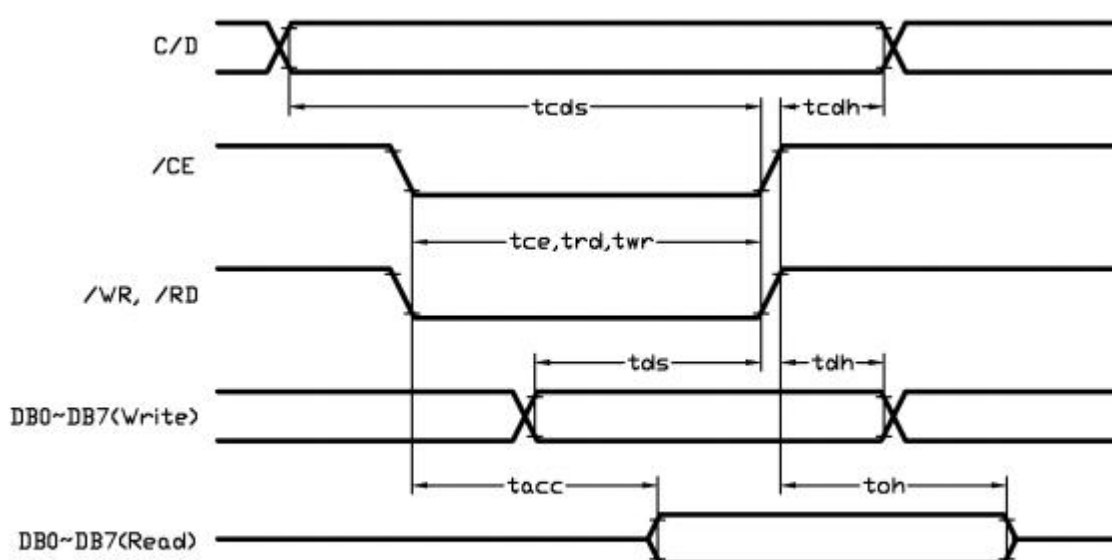 C/D
tcds
tcdh
/CE
tce,trd,twr
/WR, /RD
tds
tdh
DB0~DB7(Write)
tacc
toh
DB0~DB7(Read)